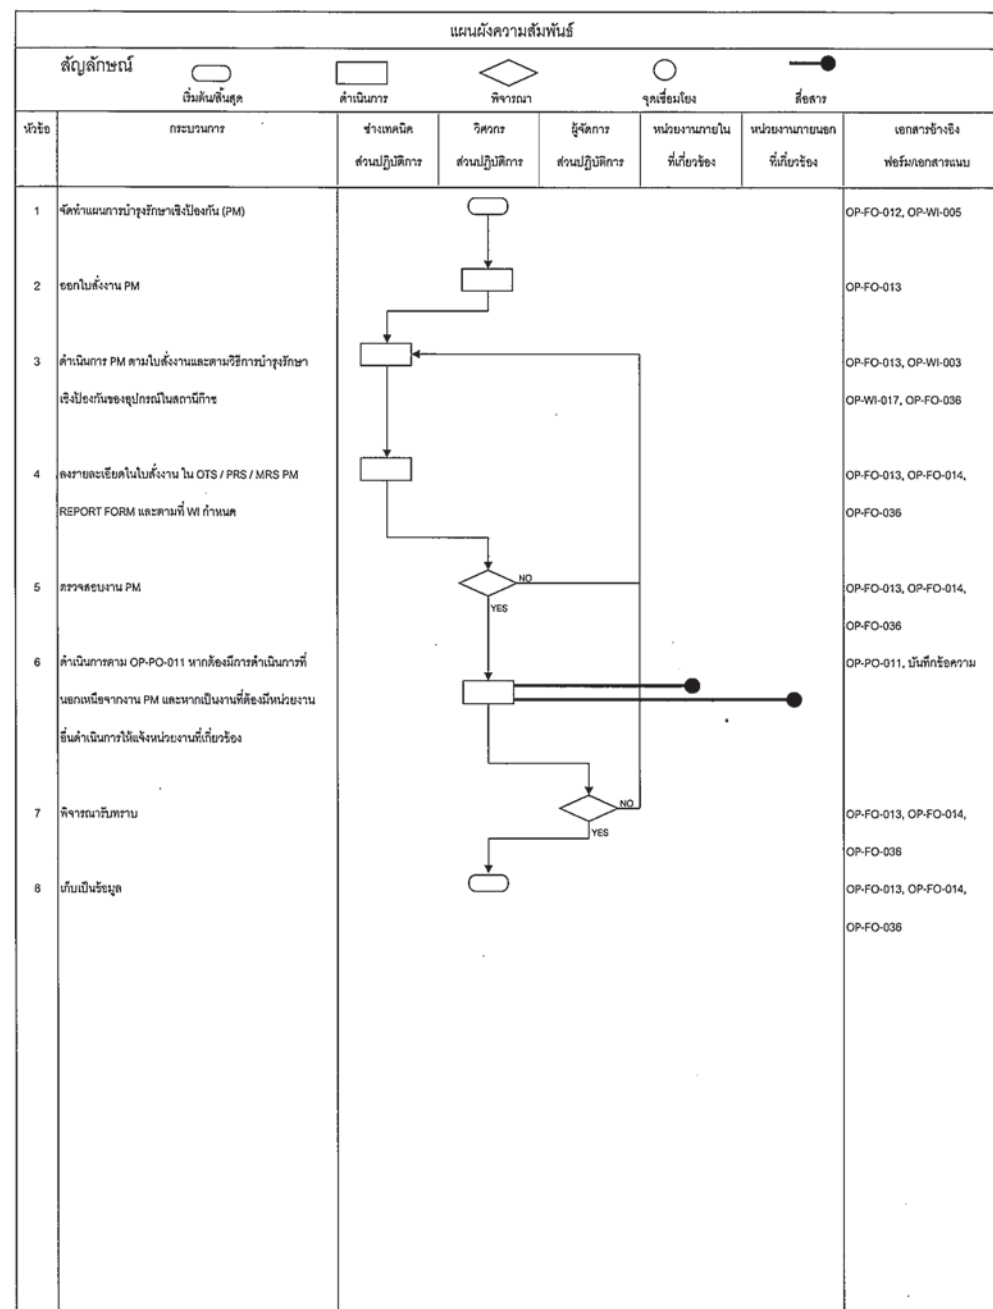 แผนผังความสัมพันธ์
สัญลักษณ์
เริ่มต้น/สิ้นสุด ดำเนินการ พิจารณา จุดเชื่อมโยง สื่อสาร
หัวข้อ กระบวนการ ช่างเทคนิค วิศวกร ผู้จัดการ หน่วยงานภายใน หน่วยงานภายนอก เอกสารอ้างอิง
ส่วนปฏิบัติการ ส่วนปฏิบัติการ ส่วนปฏิบัติการ ที่เกี่ยวข้อง ที่เกี่ยวข้อง ฟอร์ม/เอกสารแนบ
1 จัดทำแผนการบำรุงรักษาเชิงป้องกัน (PM) OP-FO-012, OP-WI-005
2 ออกใบสั่งงาน PM OP-FO-013
3 ดำเนินการ PM ตามใบสั่งงานและตามวิธีการบำรุงรักษา OP-FO-013, OP-WI-003
เชิงป้องกันของอุปกรณ์ในสถานีก๊าซ OP-WI-017, OP-FO-036
4 ลงรายละเอียดในใบสั่งงาน ใน OTS / PRS / MRS PM OP-FO-013, OP-FO-014,
REPORT FORM และตามที่ WI กำหนด OP-FO-036
NO
5 ตรวจสอบงาน PM OP-FO-013, OP-FO-014,
YES
OP-FO-036
6 ดำเนินการตาม OP-PO-011 หากต้องมีการดำเนินการที่ OP-PO-011, บันทึกข้อความ
นอกเหนือจากงาน PM และหากเป็นงานที่ต้องมีหน่วยงาน
อื่นดำเนินการให้แจ้งหน่วยงานที่เกี่ยวข้อง
NO
7 พิจารณารับทราบ OP-FO-013, OP-FO-014,
YES
OP-FO-036
8 เก็บเป็นข้อมูล OP-FO-013, OP-FO-014,
OP-FO-036